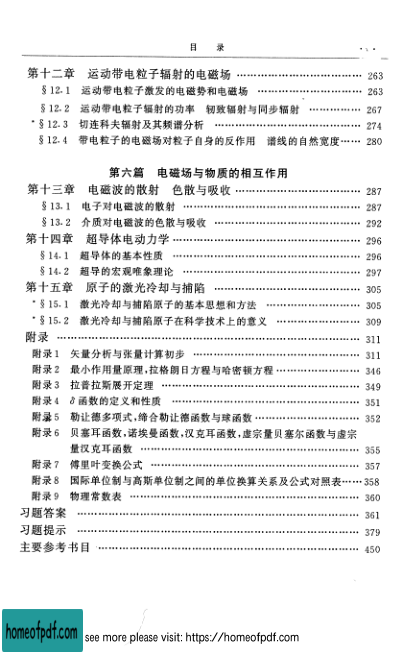 目 录
第十二章 运动带电粒子辐射的电磁场 …… 263
§12.1 运动带电粒子激发的电磁势和电磁场 …… 263
§12.2 运动带电粒子辐射的功率 轫致辐射与同步辐射 …… 267
*§12.3 切连科夫辐射及其频谱分析 …… 274
§12.4 带电粒子的电磁场对粒子自身的反作用 谱线的自然宽度…… 280
第六篇 电磁场与物质的相互作用
第十三章 电磁波的散射 色散与吸收 …… 287
§13.1 电子对电磁波的散射 …… 287
§13.2 介质对电磁波的色散与吸收 …… 292
第十四章 超导体电动力学 …… 296
§14.1 超导体的基本性质 …… 296
§14.2 超导的宏观唯象理论 …… 297
第十五章 原子的激光冷却与捕陷 …… 305
*§15.1 激光冷却与捕陷原子的基本思想和方法 …… 305
*§15.2 激光冷却与捕陷原子在科学技术上的意义 …… 309
附录 …… 311
附录1 矢量分析与张量计算初步 …… 311
附录2 最小作用量原理,拉格朗日方程与哈密顿方程 …… 346
附录3 拉普拉斯展开定理 …… 349
附录4 δ函数的定义和性质 …… 351
附录5 勒让德多项式,缔合勒让德函数与球函数 …… 352
附录6 贝塞耳函数,诺埃曼函数,汉克耳函数,虚宗量贝塞尔函数与虚宗
量汉克耳函数 …… 355
附录7 傅里叶变换公式 …… 357
附录8 国际单位制与高斯单位制之间的单位换算关系及公式对照表……358
附录9 物理常数表 …… 360
习题答案 …… 361
习题提示 …… 379
主要参考书目 …… 450
homeofpdf.com
see more please visit: https://homeofpdf.com